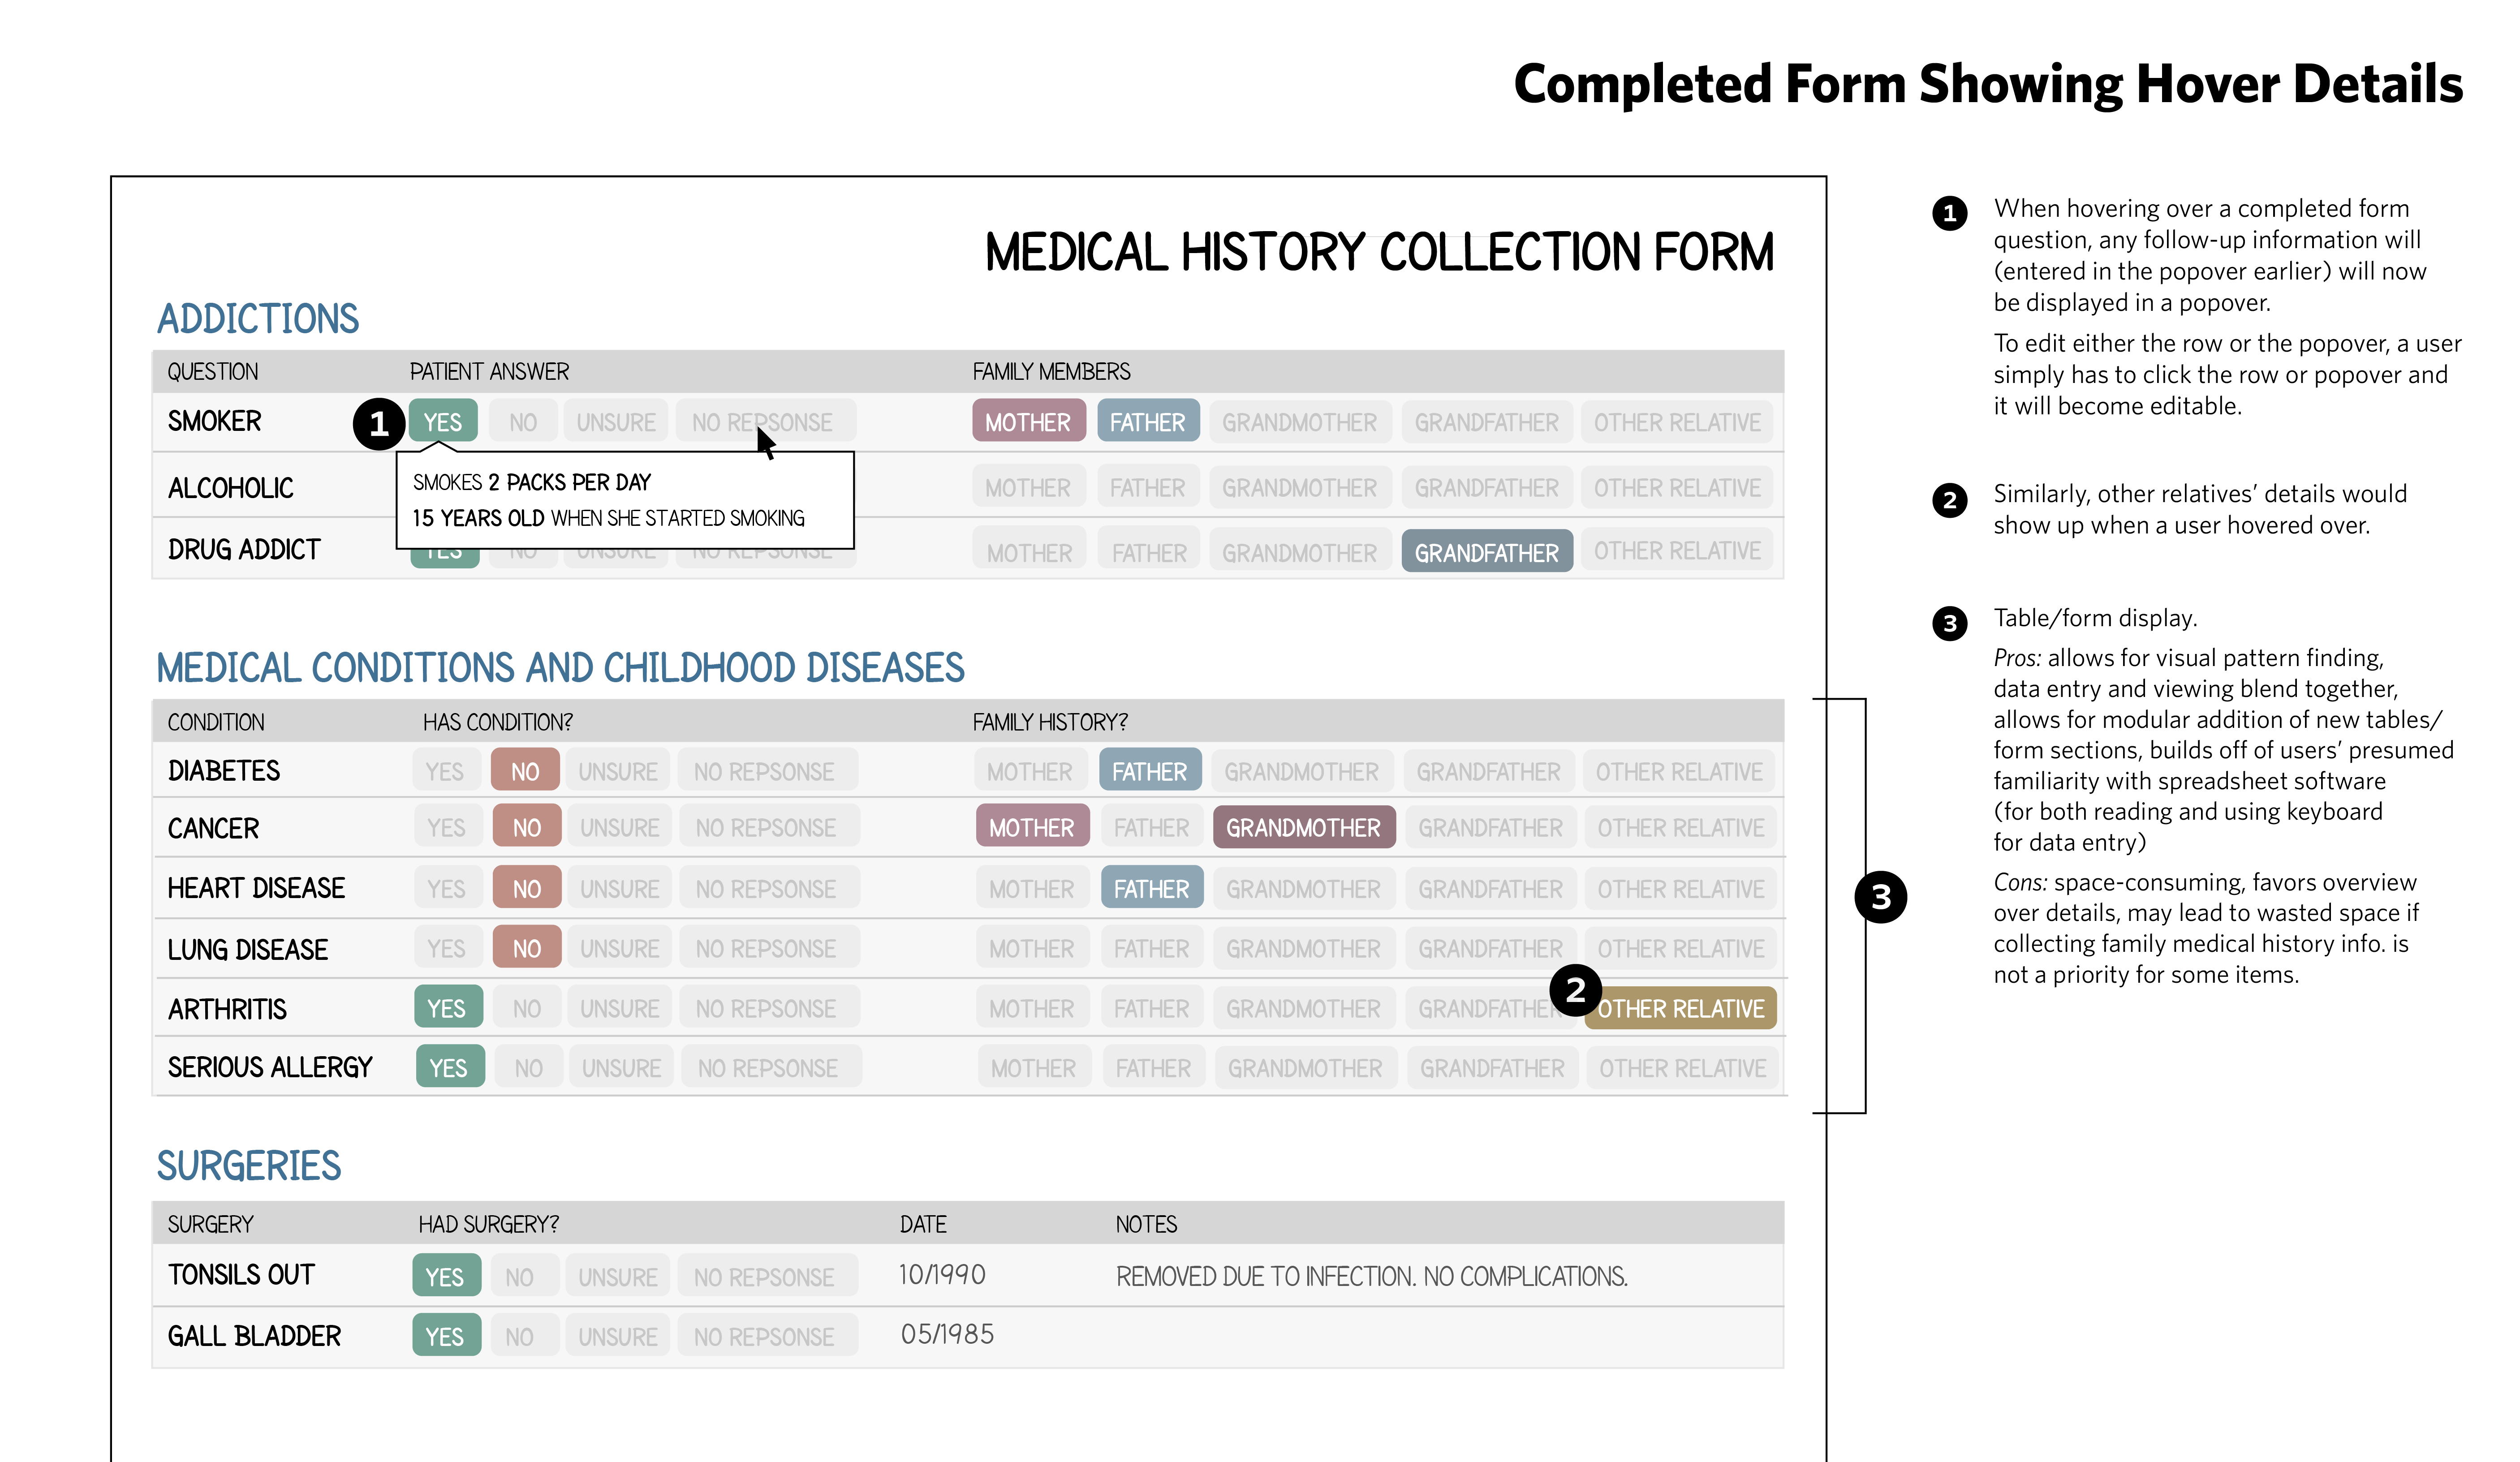 Completed Form Showing Hover Details
MEDICAL HISTORY COLLECTION FORM
ADDICTIONS
QUESTION PATIENT ANSWER FAMILY MEMBERS
SMOKER 1 YES NO UNSURE NO REPSONSE MOTHER FATHER GRANDMOTHER GRANDFATHER OTHER RELATIVE
SMOKES 2 PACKS PER DAY
15 YEARS OLD WHEN SHE STARTED SMOKING
ALCOHOLIC MOTHER FATHER GRANDMOTHER GRANDFATHER OTHER RELATIVE
DRUG ADDICT YES NO UNSURE NO REPSONSE MOTHER FATHER GRANDMOTHER GRANDFATHER OTHER RELATIVE
MEDICAL CONDITIONS AND CHILDHOOD DISEASES
CONDITION HAS CONDITION? FAMILY HISTORY?
DIABETES YES NO UNSURE NO REPSONSE MOTHER FATHER GRANDMOTHER GRANDFATHER OTHER RELATIVE
CANCER YES NO UNSURE NO REPSONSE MOTHER FATHER GRANDMOTHER GRANDFATHER OTHER RELATIVE
HEART DISEASE YES NO UNSURE NO REPSONSE MOTHER FATHER GRANDMOTHER GRANDFATHER OTHER RELATIVE
3
LUNG DISEASE YES NO UNSURE NO REPSONSE MOTHER FATHER GRANDMOTHER GRANDFATHER OTHER RELATIVE
ARTHRITIS YES NO UNSURE NO REPSONSE MOTHER FATHER GRANDMOTHER GRANDFATHER 2 OTHER RELATIVE
SERIOUS ALLERGY YES NO UNSURE NO REPSONSE MOTHER FATHER GRANDMOTHER GRANDFATHER OTHER RELATIVE
SURGERIES
SURGERY HAD SURGERY? DATE NOTES
TONSILS OUT YES NO UNSURE NO REPSONSE 10/1990 REMOVED DUE TO INFECTION. NO COMPLICATIONS.
GALL BLADDER YES NO UNSURE NO REPSONSE 05/1985
1 When hovering over a completed form
question, any follow-up information will
(entered in the popover earlier) will now
be displayed in a popover.
To edit either the row or the popover, a user
simply has to click the row or popover and
it will become editable.
2 Similarly, other relatives’ details would
show up when a user hovered over.
3 Table/form display.
Pros: allows for visual pattern finding,
data entry and viewing blend together,
allows for modular addition of new tables/
form sections, builds off of users’ presumed
familiarity with spreadsheet software
(for both reading and using keyboard
for data entry)
Cons: space-consuming, favors overview
over details, may lead to wasted space if
collecting family medical history info. is
not a priority for some items.